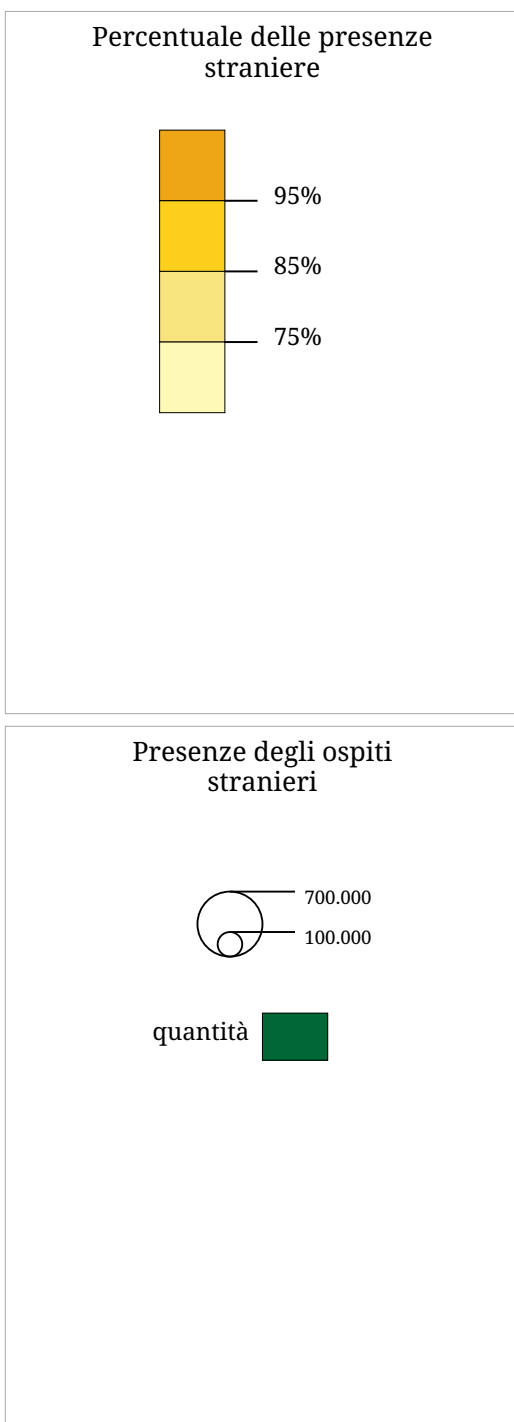 Percentuale delle presenze
straniere
95%
85%
75%
Presenze degli ospiti
stranieri
700.000
100.000
quantità